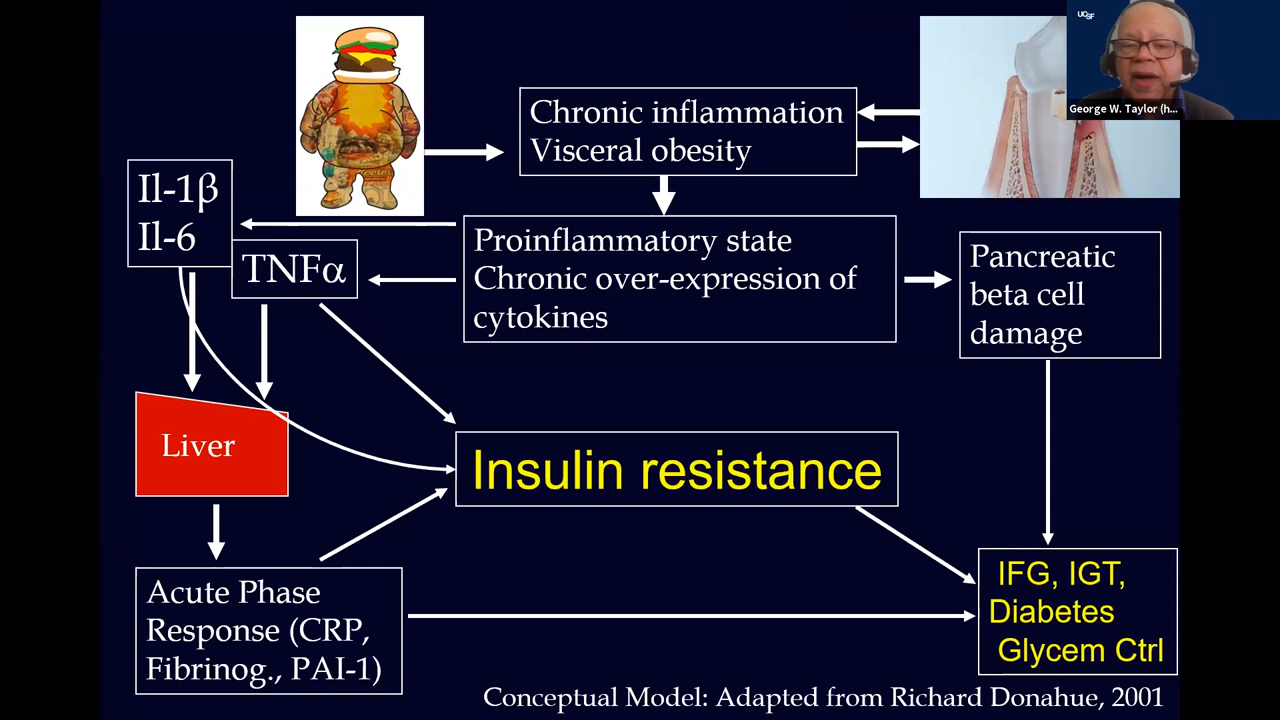 UCSF
George W. Taylor (h...
Chronic inflammation
Visceral obesity
Il-1β
Il-6
TNFα
Proinflammatory state
Chronic over-expression of
cytokines
Pancreatic
beta cell
damage
Liver
Insulin resistance
Acute Phase
Response (CRP,
Fibrinog., PAI-1)
IFG, IGT,
Diabetes
Glycem Ctrl
Conceptual Model: Adapted from Richard Donahue, 2001